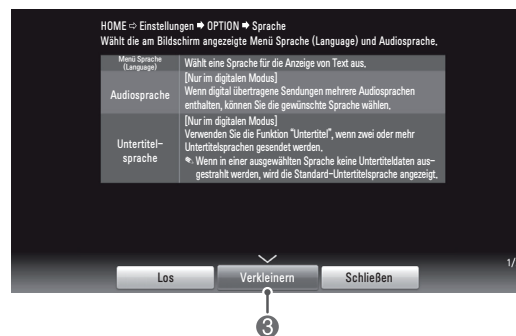 HOME ⇨ Einstellungen ➡ OPTION ➡ Sprache
Wählt die am Bildschirm angezeigte Menü Sprache (Language) und Audiosprache.
Menü Sprache
(Language)
Wählt eine Sprache für die Anzeige von Text aus.
Audiosprache
[Nur im digitalen Modus]
Wenn digital übertragene Sendungen mehrere Audiosprachen
enthalten, können Sie die gewünschte Sprache wählen.
Untertitel-
sprache
[Nur im digitalen Modus]
Verwenden Sie die Funktion "Untertitel", wenn zwei oder mehr
Untertitelsprachen gesendet werden.
✎ Wenn in einer ausgewählten Sprache keine Untertiteldaten aus-
gestrahlt werden, wird die Standard-Untertitelsprache angezeigt.
1/
Los
Verkleinern
Schließen
3